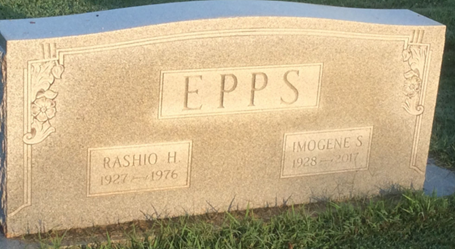 EPPS
RASHIO H.
1927 – 1976
IMOGENE S.
1928 – 2017